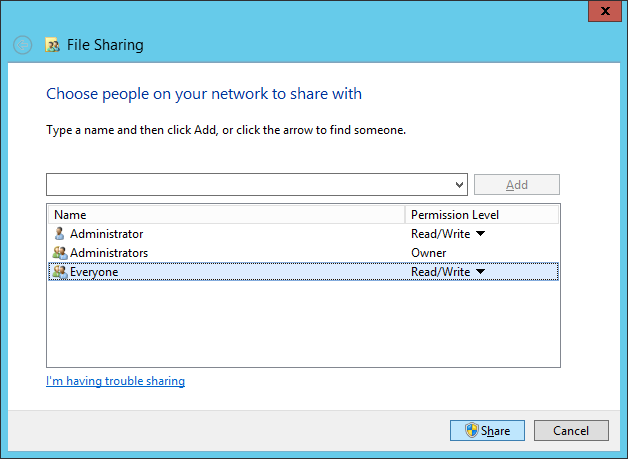 File Sharing
Choose people on your network to share with
Type a name and then click Add, or click the arrow to find someone.
Add
Name Permission Level
Administrator Read/Write
Administrators Owner
Everyone Read/Write
I'm having trouble sharing
Share Cancel